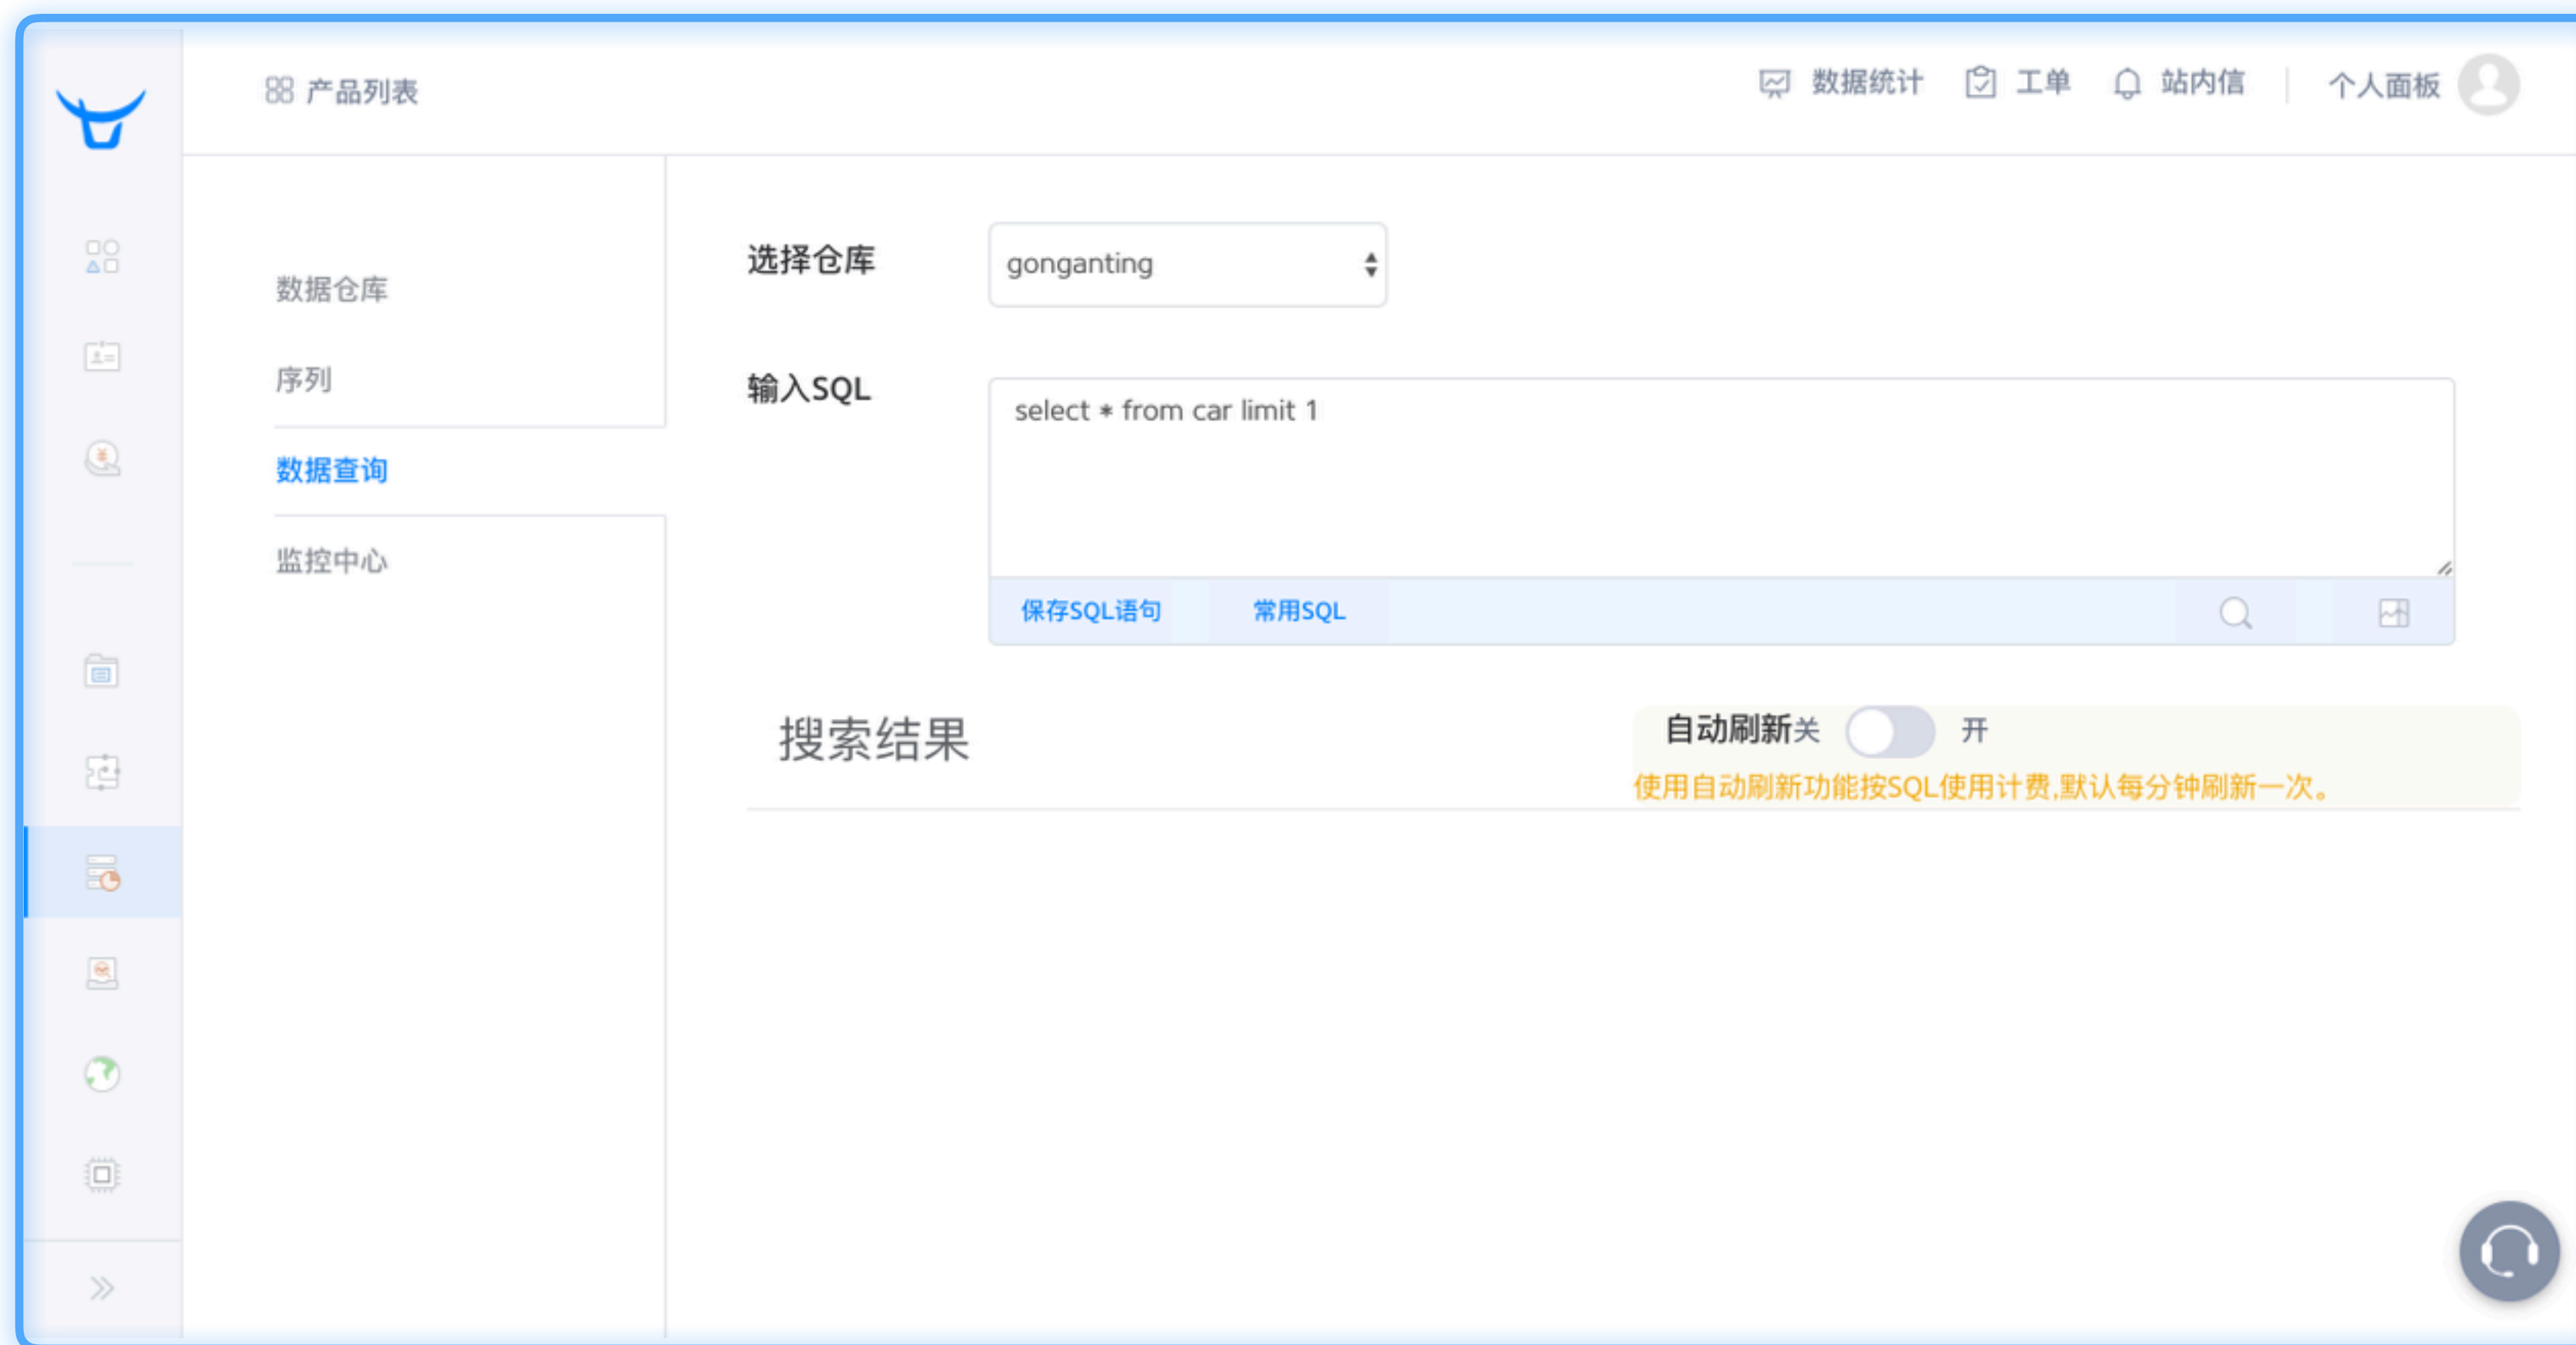 产品列表
数据统计
工单
站内信
个人面板
数据仓库
序列
数据查询
监控中心
选择仓库
gonganting
输入SQL
select * from car limit 1
保存SQL语句
常用SQL
搜索结果
自动刷新关 开
使用自动刷新功能按SQL使用计费,默认每分钟刷新一次。